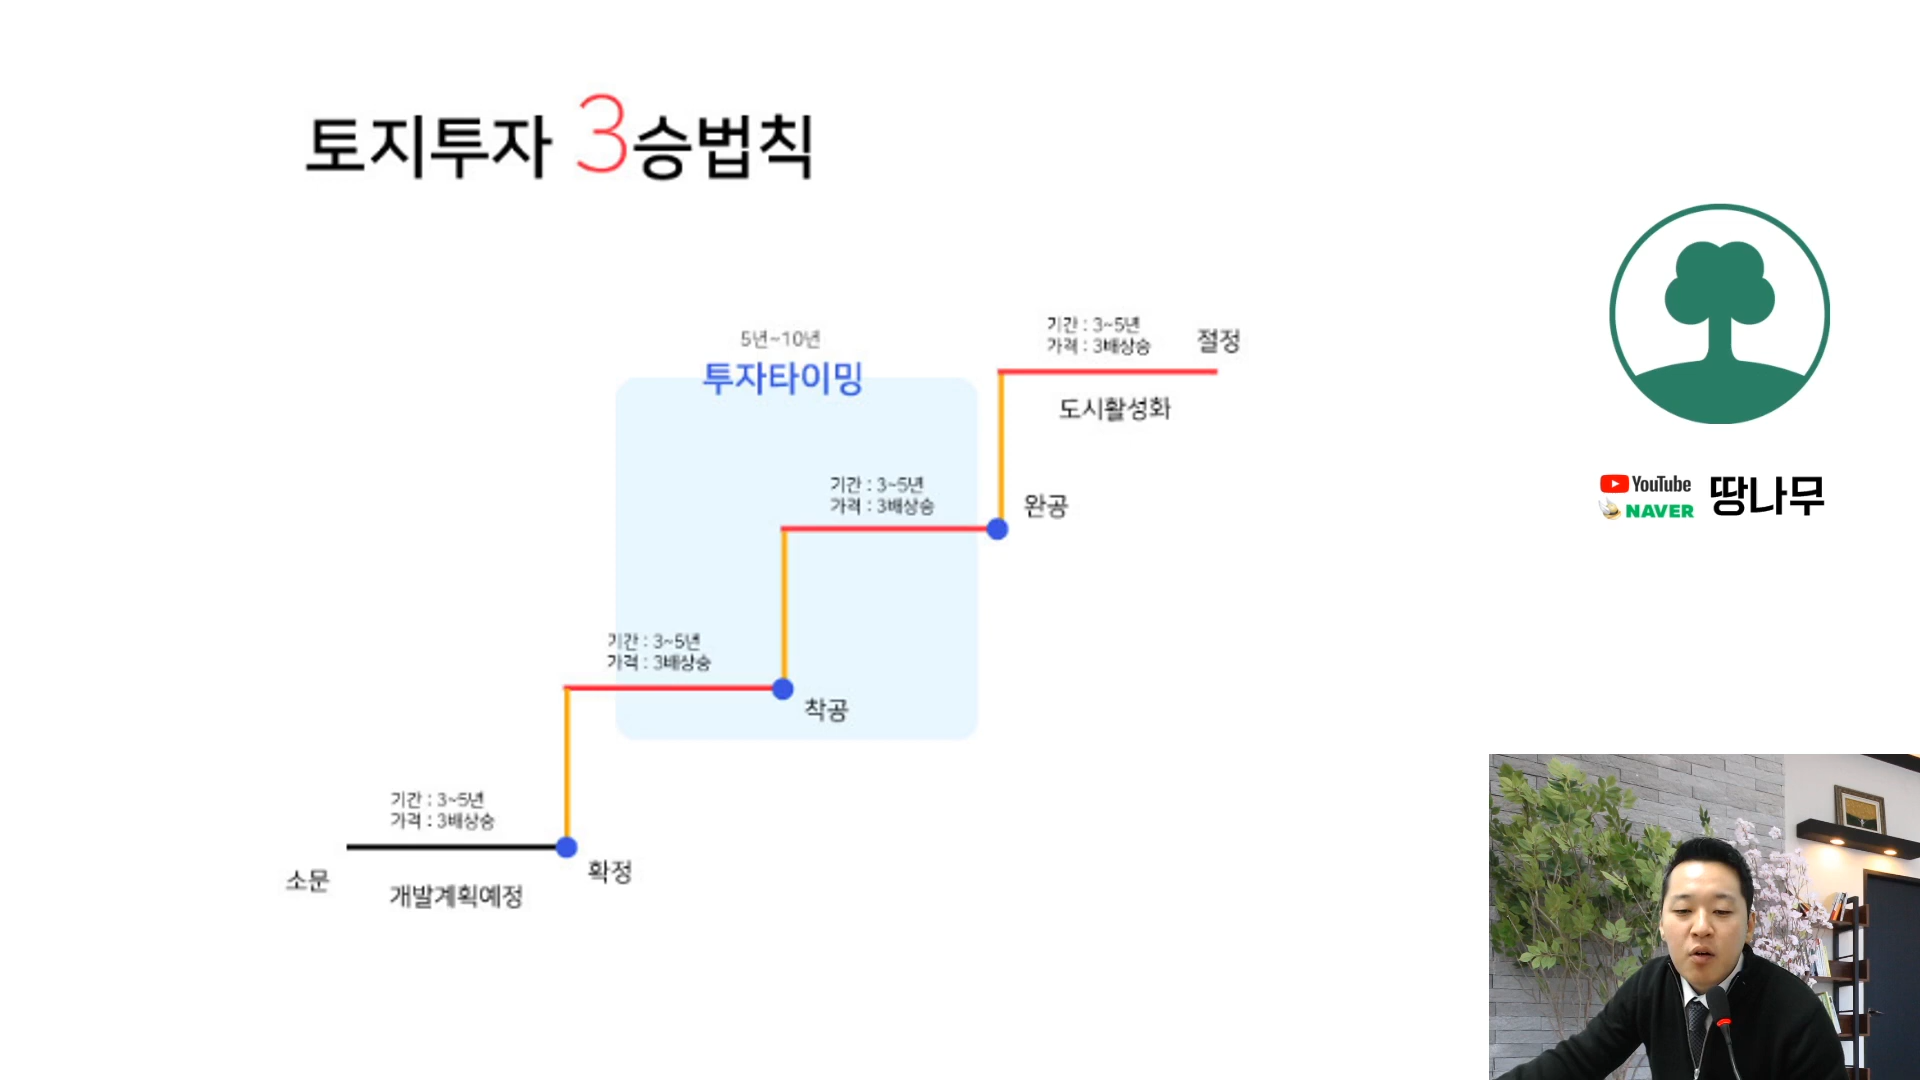 토지투자 3승법칙
기간 : 3~5년
가격 : 3배상승
절정
도시활성화
5년~10년
투자타이밍
기간 : 3~5년
가격 : 3배상승
완공
기간 : 3~5년
가격 : 3배상승
착공
기간 : 3~5년
가격 : 3배상승
소문
개발계획예정
확정
YouTube
NAVER
땅나무